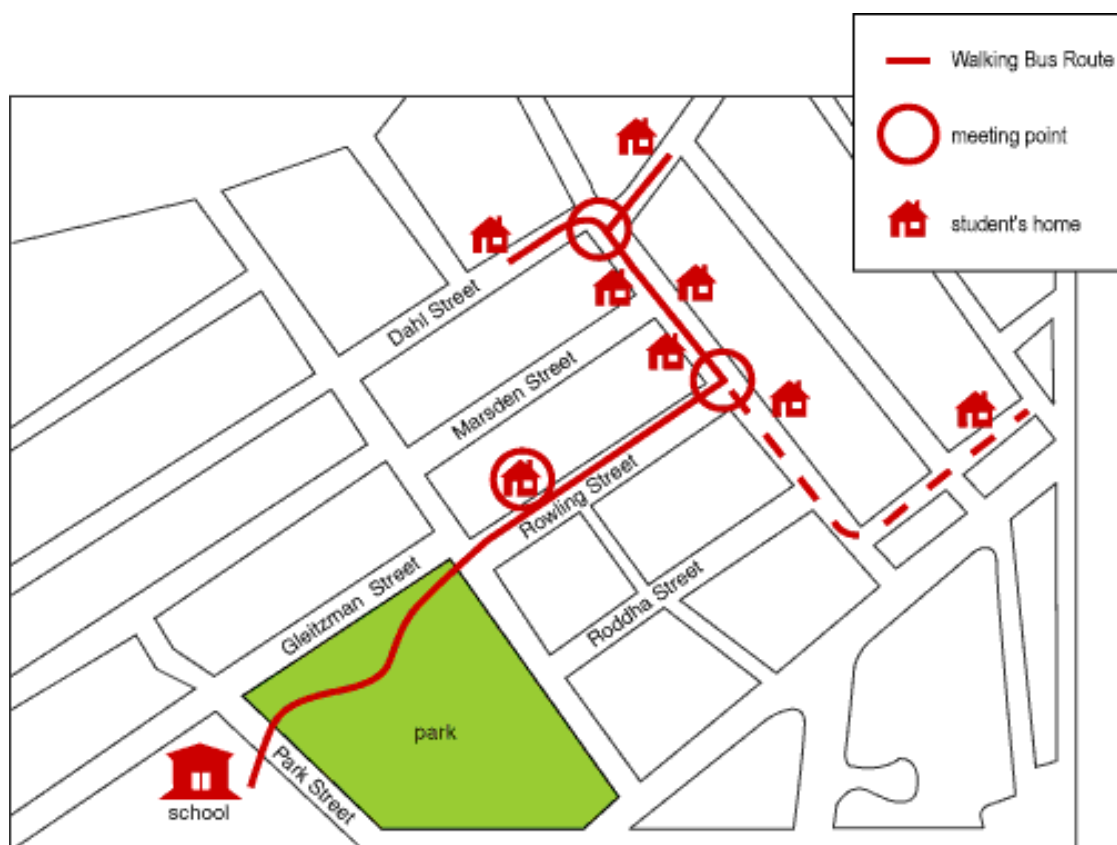 Walking Bus Route
meeting point
student's home
Dahl Street
Marsden Street
Rowling Street
Gleitzman Street
Roddha Street
park
Park Street
school